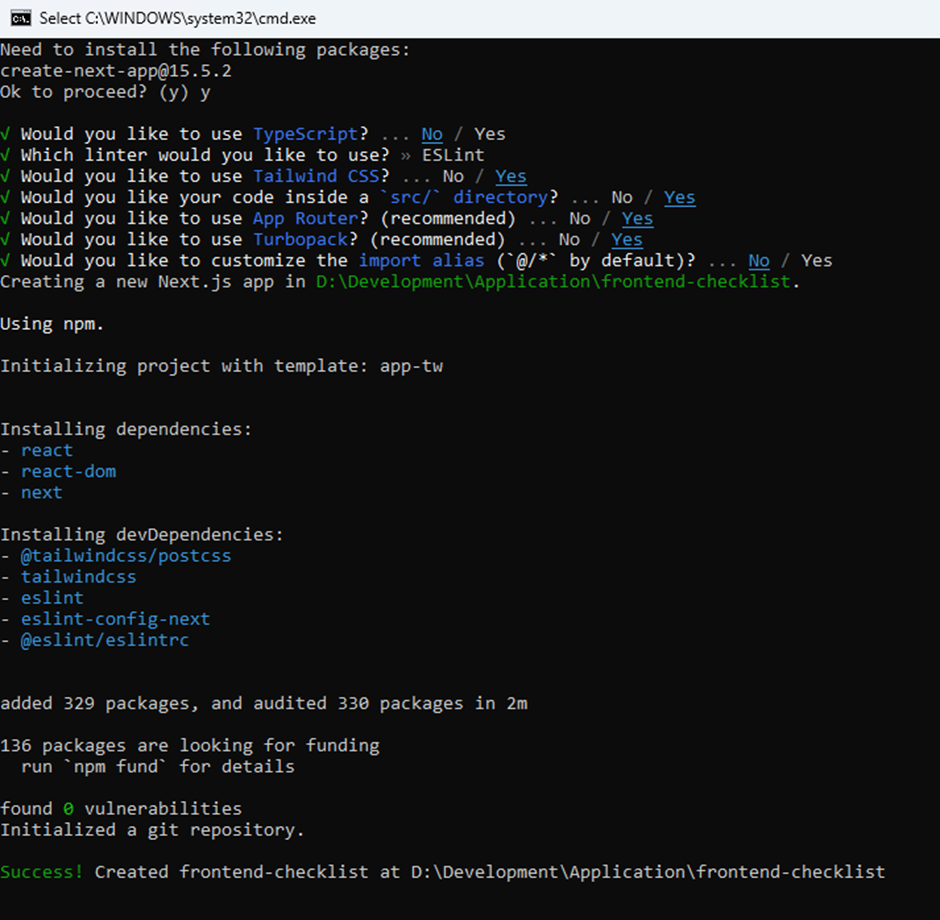 Select C:\WINDOWS\system32\cmd.exe
Need to install the following packages:
create-next-app@15.5.2
Ok to proceed? (y) y
√ Would you like to use TypeScript? ... No / Yes
√ Which linter would you like to use? » ESLint
√ Would you like to use Tailwind CSS? ... No / Yes
√ Would you like your code inside a `src/` directory? ... No / Yes
√ Would you like to use App Router? (recommended) ... No / Yes
√ Would you like to use Turbopack? (recommended) ... No / Yes
√ Would you like to customize the import alias (`@/*` by default)? ... No / Yes
Creating a new Next.js app in D:\Development\Application\frontend-checklist.
Using npm.
Initializing project with template: app-tw
Installing dependencies:
- react
- react-dom
- next
Installing devDependencies:
- @tailwindcss/postcss
- tailwindcss
- eslint
- eslint-config-next
- @eslint/eslintrc
added 329 packages, and audited 330 packages in 2m
136 packages are looking for funding
  run `npm fund` for details
found 0 vulnerabilities
Initialized a git repository.
Success! Created frontend-checklist at D:\Development\Application\frontend-checklist